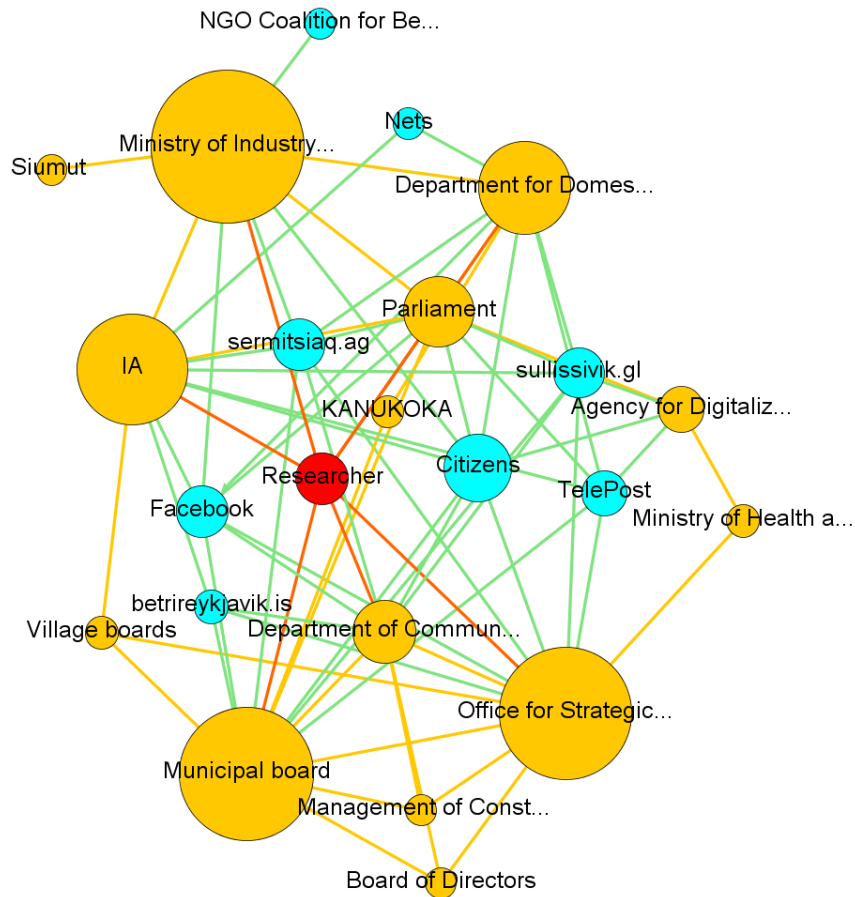 NGO Coalition for Be...
Nets
Ministry of Industry...
Siumut
Department for Domes...
Parliament
sermitsiaq.ag
IA
sullissivik.gl
KANUKOKA
Agency for Digitaliz...
Citizens
Researcher
TelePost
Facebook
Ministry of Health a...
betrireykjavik.is
Village boards
Department of Commun...
Office for Strategic...
Municipal board
Management of Const...
Board of Directors